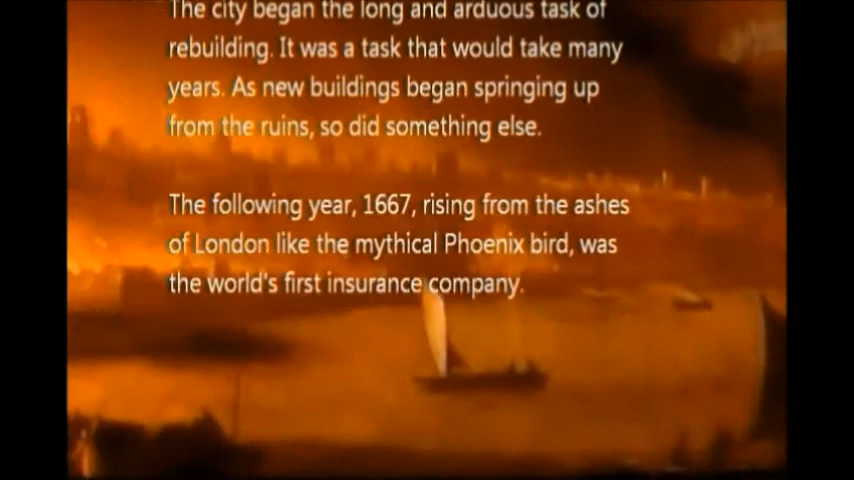 The city began the long and arduous task of
rebuilding. It was a task that would take many
years. As new buildings began springing up
from the ruins, so did something else.
The following year, 1667, rising from the ashes
of London like the mythical Phoenix bird, was
the world's first insurance company.